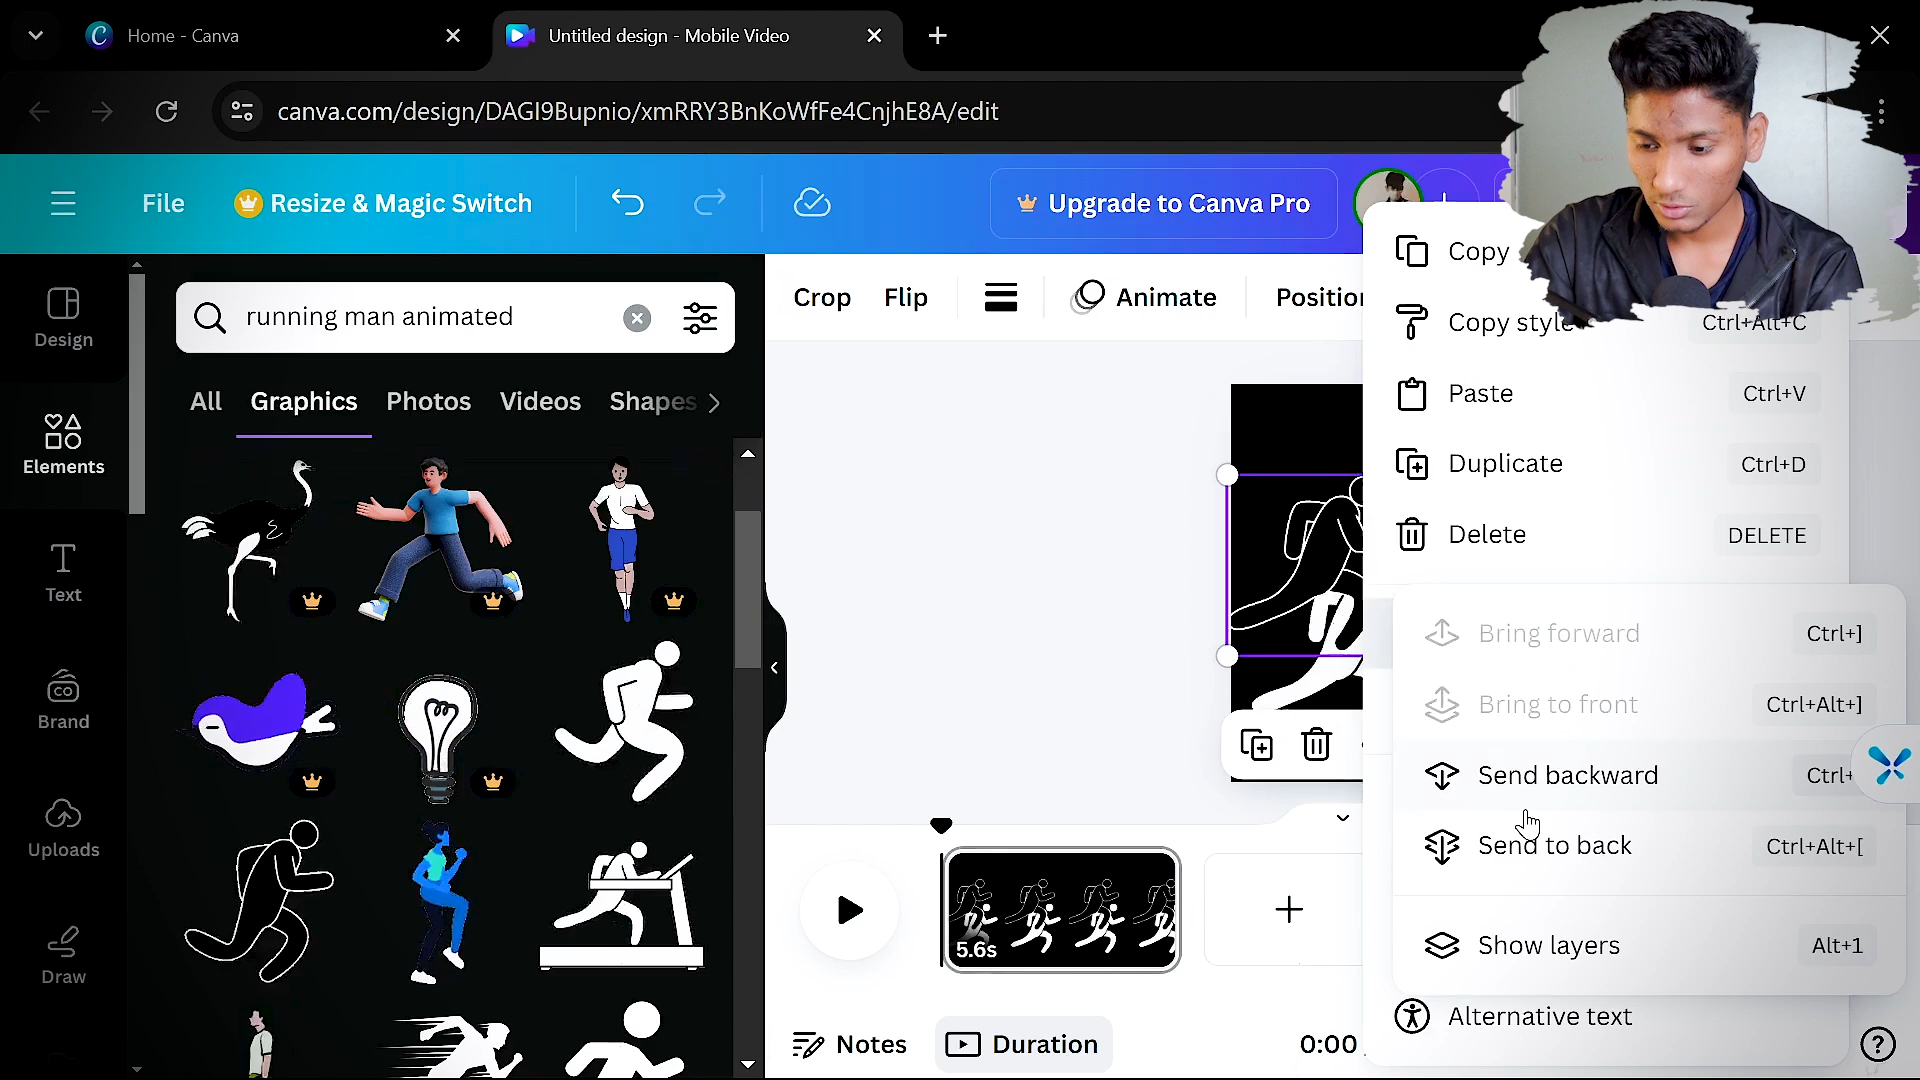 Home - Canva
Untitled design - Mobile Video
canva.com/design/DAGI9Bupnio/xmRRY3BnKoWfFe4CnjhE8A/edit
File
Resize & Magic Switch
Upgrade to Canva Pro
Design
Elements
Text
Brand
Uploads
Draw
running man animated
All
Graphics
Photos
Videos
Shapes
Crop
Flip
Animate
Position
Copy
Copy style
Ctrl+Alt+C
Paste
Ctrl+V
Duplicate
Ctrl+D
Delete
DELETE
Bring forward
Ctrl+]
Bring to front
Ctrl+Alt+]
Send backward
Ctrl+
Send to back
Ctrl+Alt+[
Show layers
Alt+1
Alternative text
5.6s
Notes
Duration
0:00